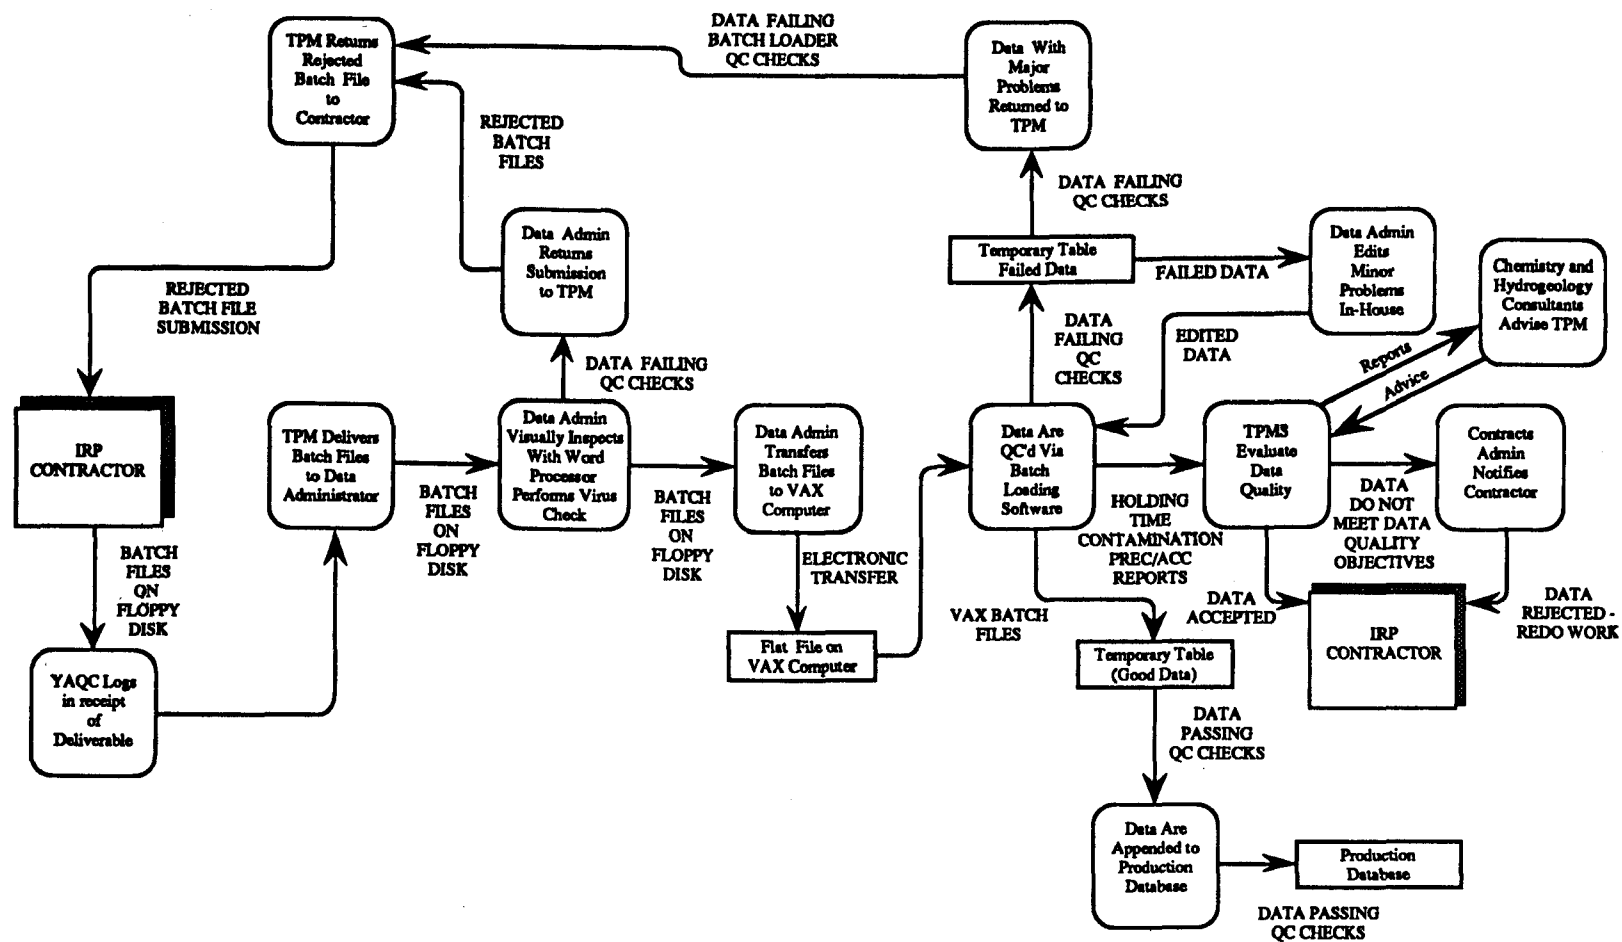 TPM Returns
Rejected
Batch File
to
Contractor
DATA FAILING
BATCH LOADER
QC CHECKS
Data With
Major
Problems
Returned to
TPM
REJECTED
BATCH
FILES
DATA FAILING
QC CHECKS
Data Admin
Returns
Submission
to TPM
Temporary Table
Failed Data
FAILED DATA
Data Admin
Edits
Minor
Problems
In-House
Chemistry and
Hydrogeology
Consultants
Advise TPM
REJECTED
BATCH FILE
SUBMISSION
DATA FAILING
QC CHECKS
DATA
FAILING
QC
CHECKS
EDITED
DATA
Reports
Advice
IRP
CONTRACTOR
TPM Delivers
Batch Files
to Data
Administrator
Data Admin
Visually Inspects
With Word
Processor
Performs Virus
Check
Data Admin
Transfers
Batch Files
to VAX
Computer
Data Are
QC'd Via
Batch
Loading
Software
TPMS
Evaluate
Data
Quality
Contracts
Admin
Notifies
Contractor
BATCH
FILES
ON
FLOPPY
DISK
BATCH
FILES
ON
FLOPPY
DISK
BATCH
FILES
ON
FLOPPY
DISK
ELECTRONIC
TRANSFER
HOLDING
TIME
CONTAMINATION
PREC/ACC
REPORTS
DATA
DO NOT
MEET DATA
QUALITY
OBJECTIVES
VAX BATCH
FILES
DATA
ACCEPTED
IRP
CONTRACTOR
DATA
REJECTED -
REDO WORK
Flat File on
VAX Computer
Temporary Table
(Good Data)
YAQC Logs
in receipt
of
Deliverable
DATA
PASSING
QC CHECKS
Data Are
Appended to
Production
Database
Production
Database
DATA PASSING
QC CHECKS